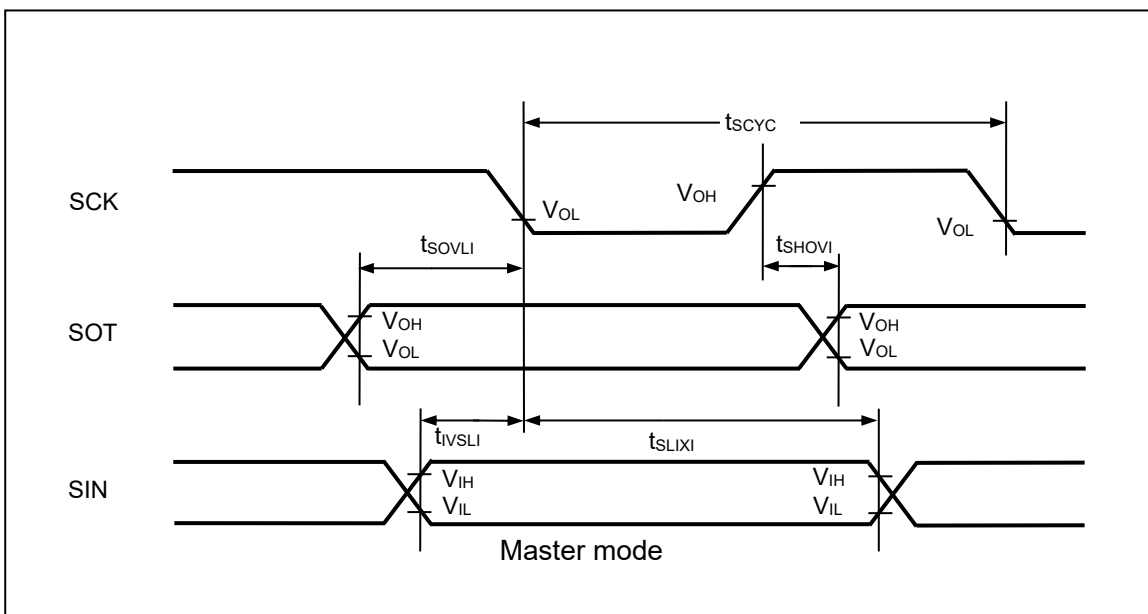 tSCYC
SCK
VOL
VOH
VOL
tSOVLI
tSHOVI
SOT
VOH
VOL
VOH
VOL
tIVSLI
tSLIXI
SIN
VIH
VIL
VIH
VIL
Master mode